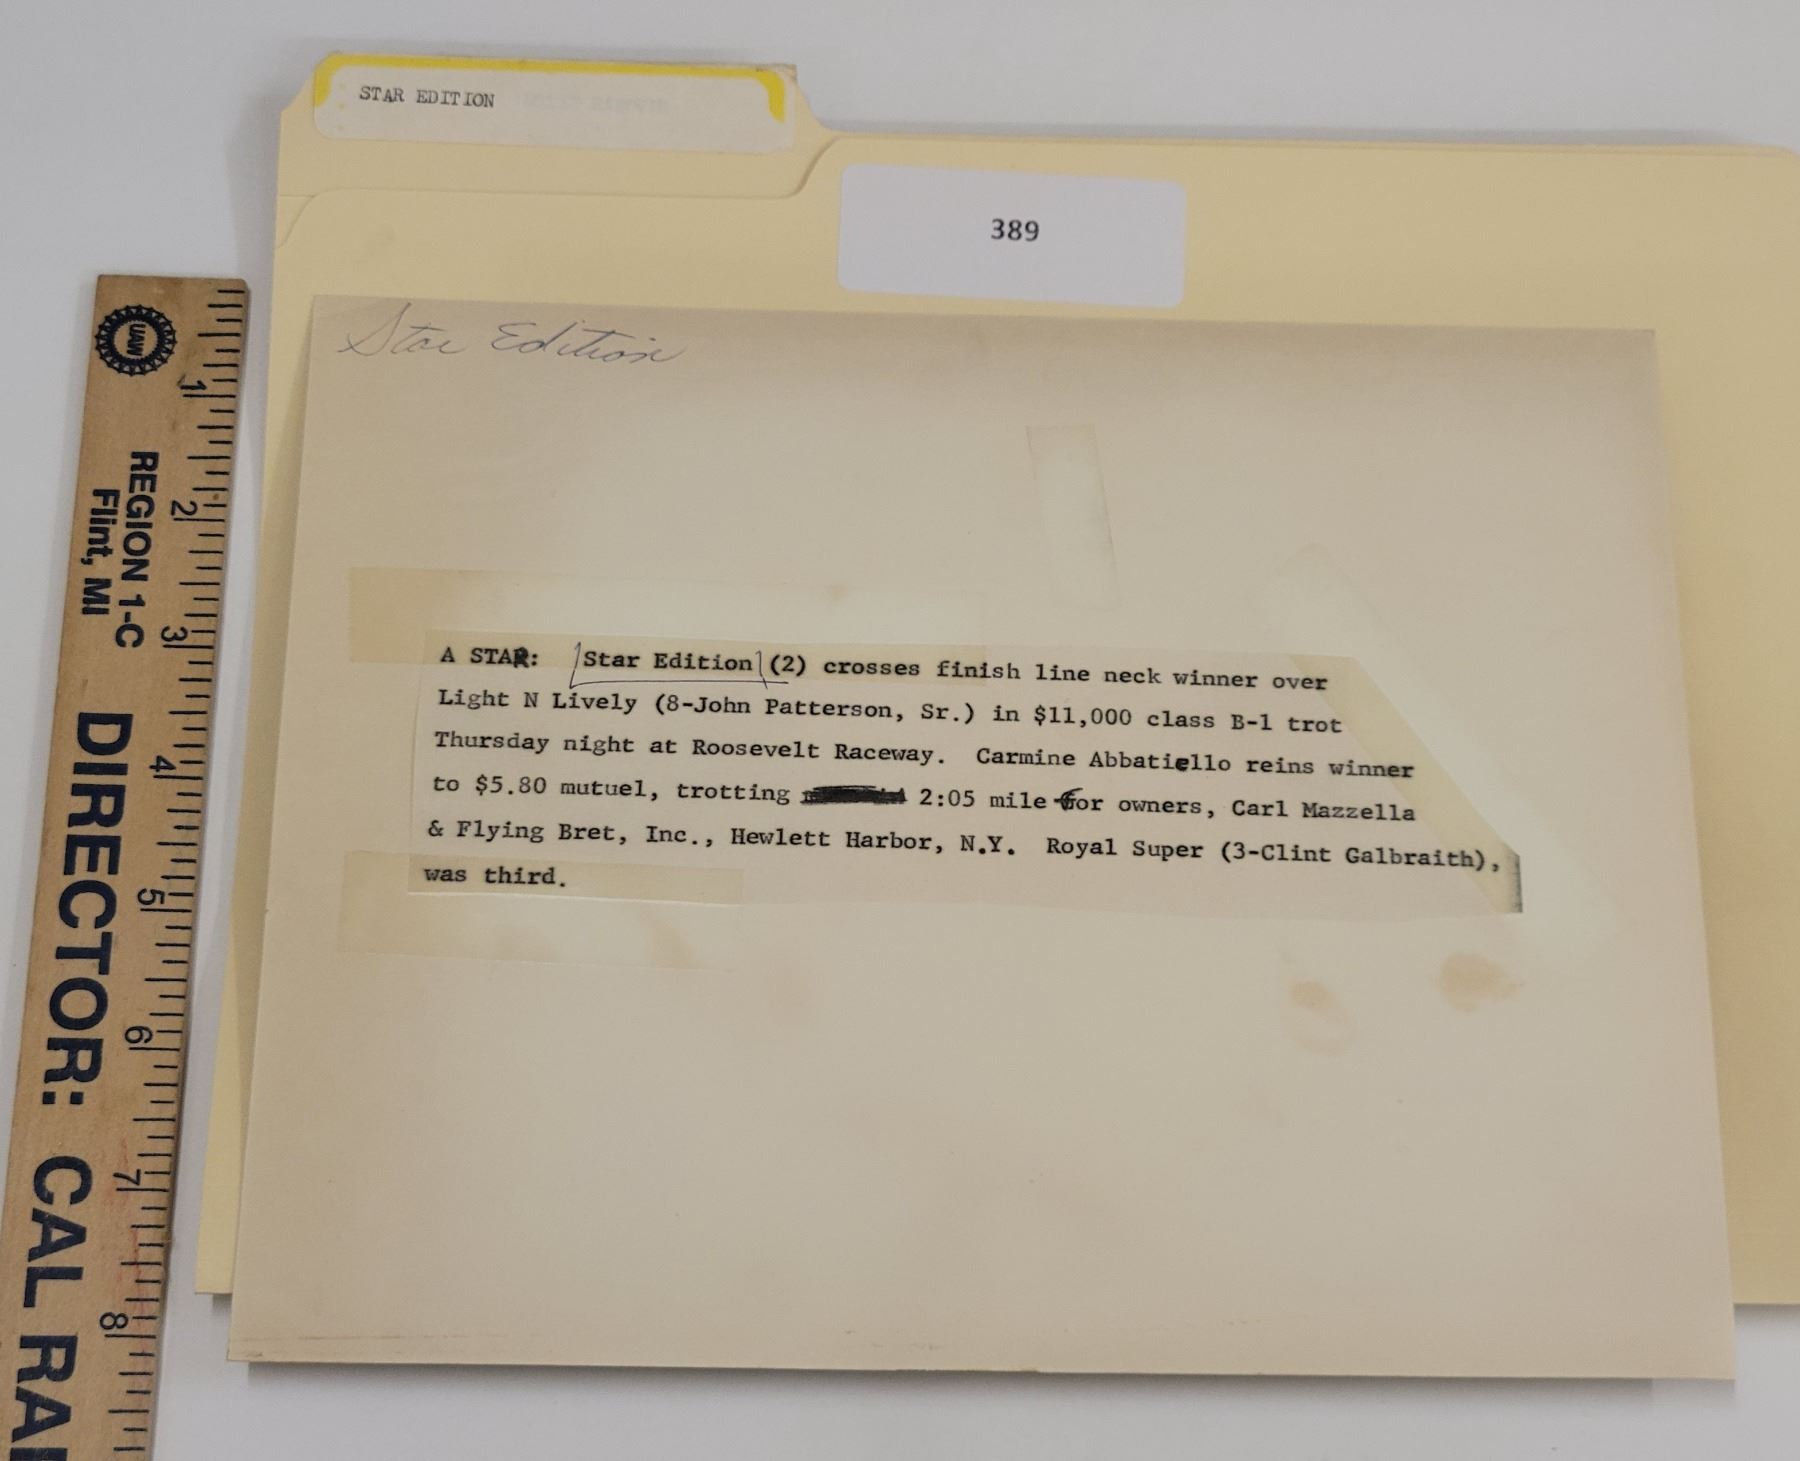 STAR EDITION
389
Star Edition
A STAR: Star Edition (2) crosses finish line neck winner over
Light N Lively (8-John Patterson, Sr.) in $11,000 class B-1 trot
Thursday night at Roosevelt Raceway. Carmine Abbatiello reins winner
to $5.80 mutuel, trotting 2:05 mile for owners, Carl Mazzella
& Flying Bret, Inc., Hewlett Harbor, N.Y. Royal Super (3-Clint Galbraith),
was third.
UAW
REGION 1-C
Flint, MI
DIRECTOR: CAL
1
2
3
4
5
6
7
8